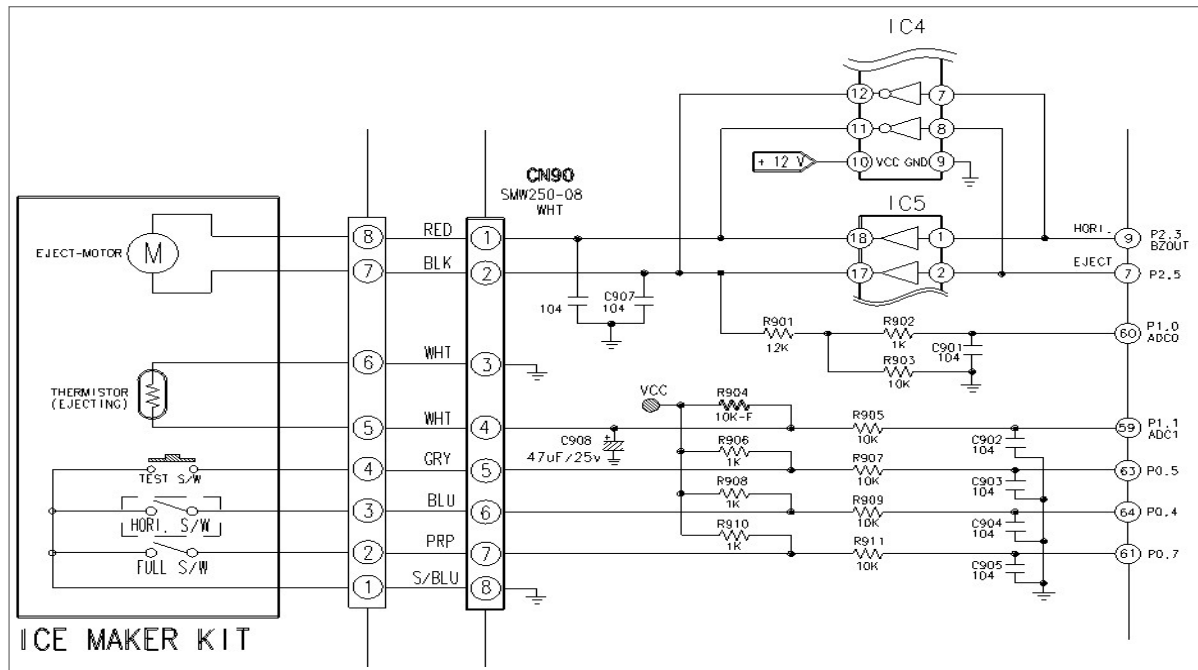 IC4
12
7
11
8
+ 12 V
10 VCC GND 9
CN90
SMW250-08
WHT
IC5
EJECT-MOTOR
M
8
RED
1
18
1
HORI.
9
P2.3
BZOUT
7
BLK
2
17
2
EJECT
7
P2.5
104
C907
104
R901
12K
R902
1K
R903
10K
C901
104
60
P1.0
ADC0
6
WHT
3
THERMISTOR
(EJECTING)
VCC
R904
10K-F
5
WHT
4
C908
+
47uF/25v
R905
10K
C902
104
59
P1.1
ADC1
TEST S/W
4
GRY
5
R906
1K
R907
10K
C903
104
63
P0.5
HORI. S/W
3
BLU
6
R908
1K
R909
10K
C904
104
64
P0.4
FULL S/W
2
PRP
7
R910
1K
R911
10K
C905
104
61
P0.7
1
S/BLU
8
ICE MAKER KIT